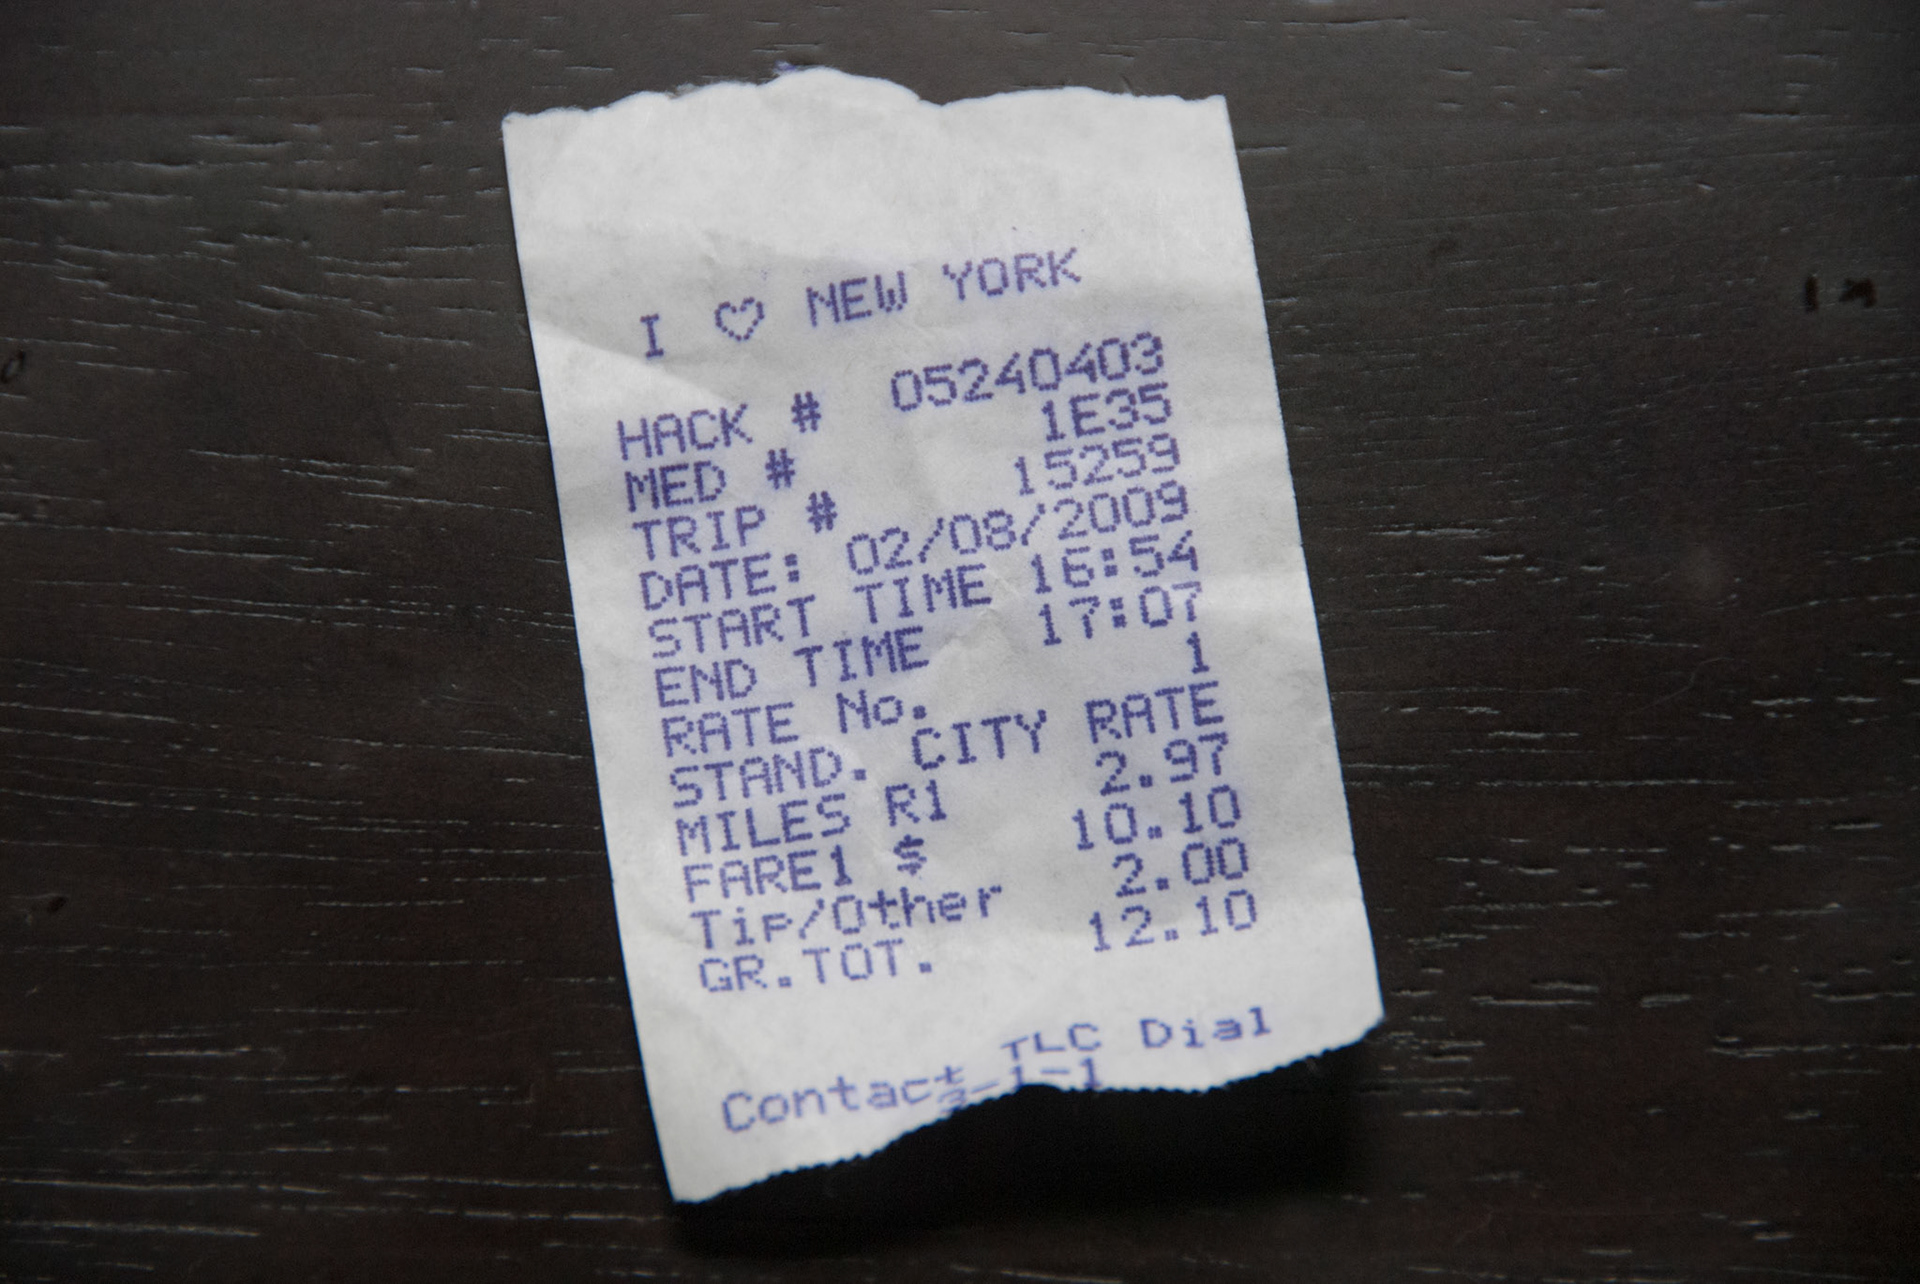 I ♡ NEW YORK
HACK # 05240403
MED # 1E35
TRIP # 15259
DATE: 02/08/2009
START TIME 16:54
END TIME 17:07
RATE No. 1
STAND. CITY RATE
MILES R1 2.97
FARE1 $ 10.10
Tip/Other 2.00
GR.TOT. 12.10
Contact TLC Dial
3-1-1